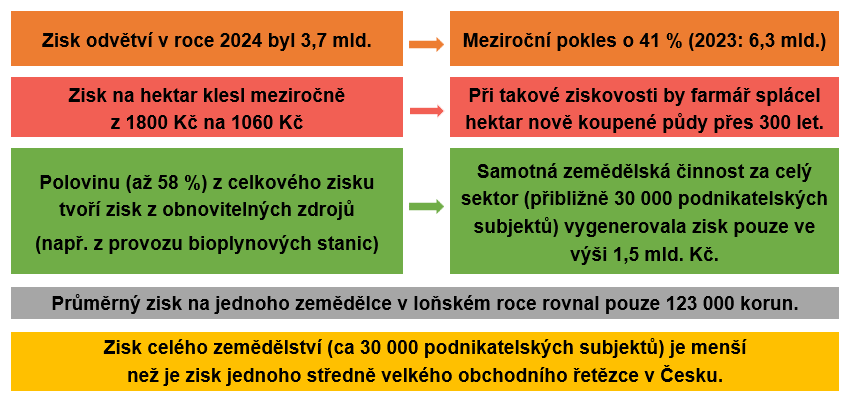 Zisk odvětví v roce 2024 byl 3,7 mld.
Meziroční pokles o 41 % (2023: 6,3 mld.)
Zisk na hektar klesl meziročně
z 1800 Kč na 1060 Kč
Při takové ziskovosti by farmář splácel
hektar nově koupené půdy přes 300 let.
Polovinu (až 58 %) z celkového zisku
tvoří zisk z obnovitelných zdrojů
(např. z provozu bioplynových stanic)
Samotná zemědělská činnost za celý
sektor (přibližně 30 000 podnikatelských
subjektů) vygenerovala zisk pouze ve
výši 1,5 mld. Kč.
Průměrný zisk na jednoho zemědělce v loňském roce rovnal pouze 123 000 korun.
Zisk celého zemědělství (ca 30 000 podnikatelských subjektů) je menší
než je zisk jednoho středně velkého obchodního řetězce v Česku.